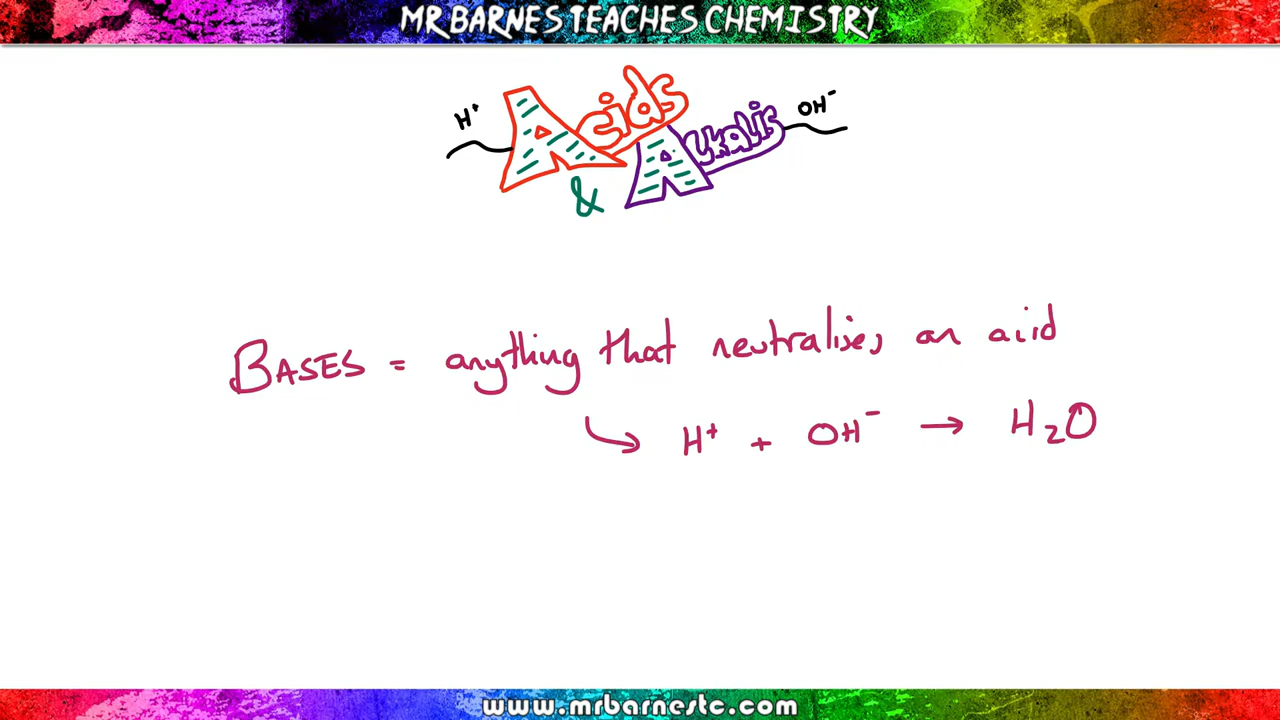 MR BARNES TEACHES CHEMISTRY
H⁺ Acids OH⁻
& Alkalis
BASES = anything that neutralises an acid
↳ H⁺ + OH⁻ → H₂O
www.mrbarnestc.com